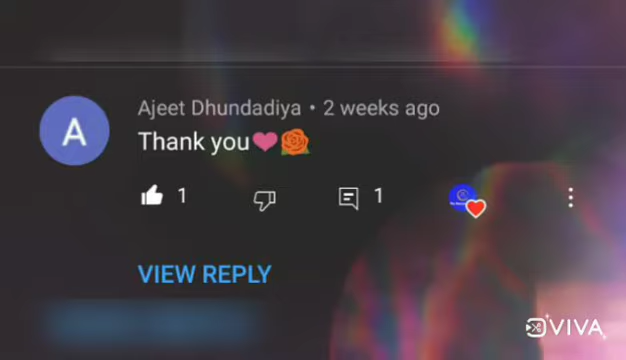 Ajeet Dhundadiya • 2 weeks ago
A
Thank you❤🌹
1
1
VIEW REPLY
VIVA